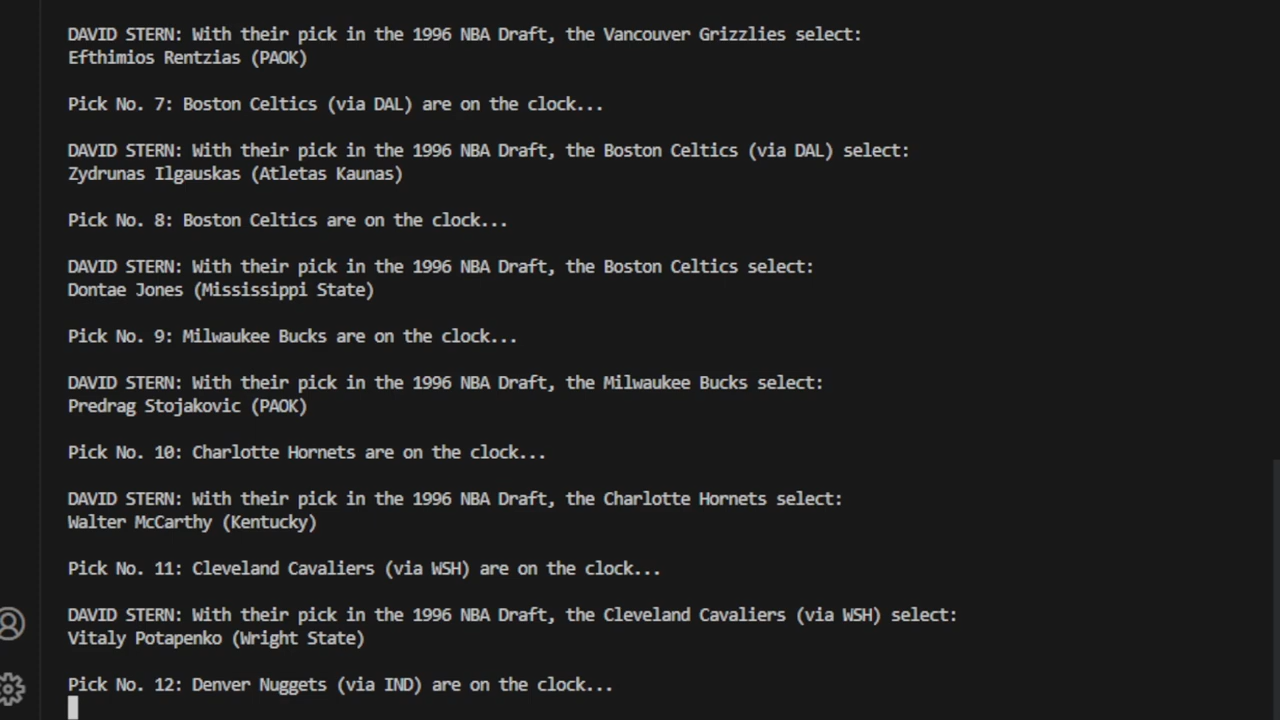 DAVID STERN: With their pick in the 1996 NBA Draft, the Vancouver Grizzlies select:
Efthimios Rentzias (PAOK)
Pick No. 7: Boston Celtics (via DAL) are on the clock...
DAVID STERN: With their pick in the 1996 NBA Draft, the Boston Celtics (via DAL) select:
Zydrunas Ilgauskas (Atletas Kaunas)
Pick No. 8: Boston Celtics are on the clock...
DAVID STERN: With their pick in the 1996 NBA Draft, the Boston Celtics select:
Dontae Jones (Mississippi State)
Pick No. 9: Milwaukee Bucks are on the clock...
DAVID STERN: With their pick in the 1996 NBA Draft, the Milwaukee Bucks select:
Predrag Stojakovic (PAOK)
Pick No. 10: Charlotte Hornets are on the clock...
DAVID STERN: With their pick in the 1996 NBA Draft, the Charlotte Hornets select:
Walter McCarthy (Kentucky)
Pick No. 11: Cleveland Cavaliers (via WSH) are on the clock...
DAVID STERN: With their pick in the 1996 NBA Draft, the Cleveland Cavaliers (via WSH) select:
Vitaly Potapenko (Wright State)
Pick No. 12: Denver Nuggets (via IND) are on the clock...